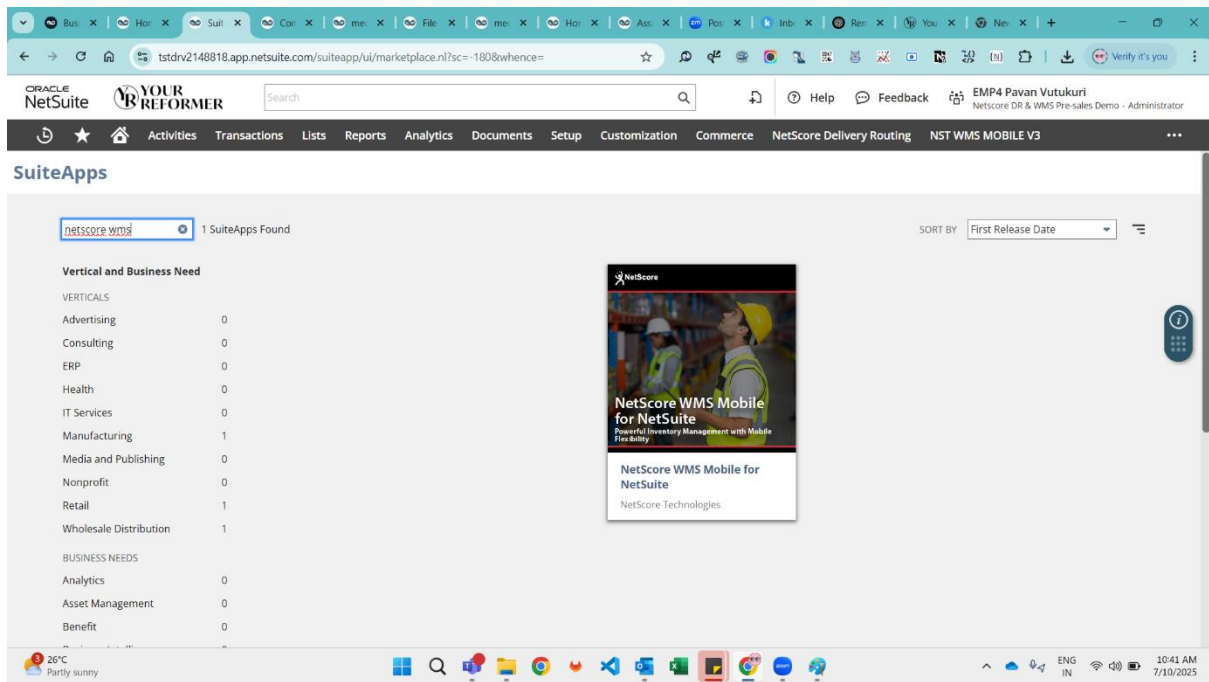 Bus
Hon
Suit
Con
me
File
me
Hor
Ass
Pos
Inb
Ren
You
Nev
tstdrv2148818.app.netsuite.com/suiteapp/ui/marketplace.nl?sc=-180&whence=
Verify it's you
ORACLE
NetSuite
YR YOUR
REFORMER
Search
Help
Feedback
EMP4 Pavan Vutukuri
Netscore DR & WMS Pre-sales Demo - Administrator
Activities Transactions Lists Reports Analytics Documents Setup Customization Commerce NetScore Delivery Routing NST WMS MOBILE V3
SuiteApps
netscore wms
1 SuiteApps Found
SORT BY First Release Date
Vertical and Business Need
VERTICALS
Advertising 0
Consulting 0
ERP 0
Health 0
IT Services 0
Manufacturing 1
Media and Publishing 0
Nonprofit 0
Retail 1
Wholesale Distribution 1
BUSINESS NEEDS
Analytics 0
Asset Management 0
Benefit 0
NetScore
NetScore WMS Mobile
for NetSuite
Powerful Inventory Management with Mobile
Flexibility
NetScore WMS Mobile for
NetSuite
NetScore Technologies
3
26°C
Partly sunny
ENG
IN
10:41 AM
7/10/2025